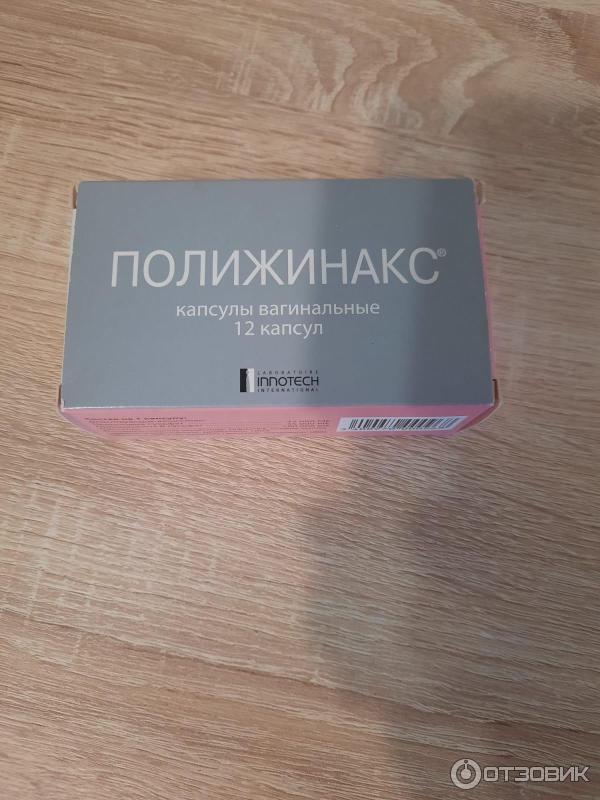 ПОЛИЖИНАКС®
капсулы вагинальные
12 капсул
LABORATOIRE
INNOTECH
INTERNATIONAL
ОТЗОВИК